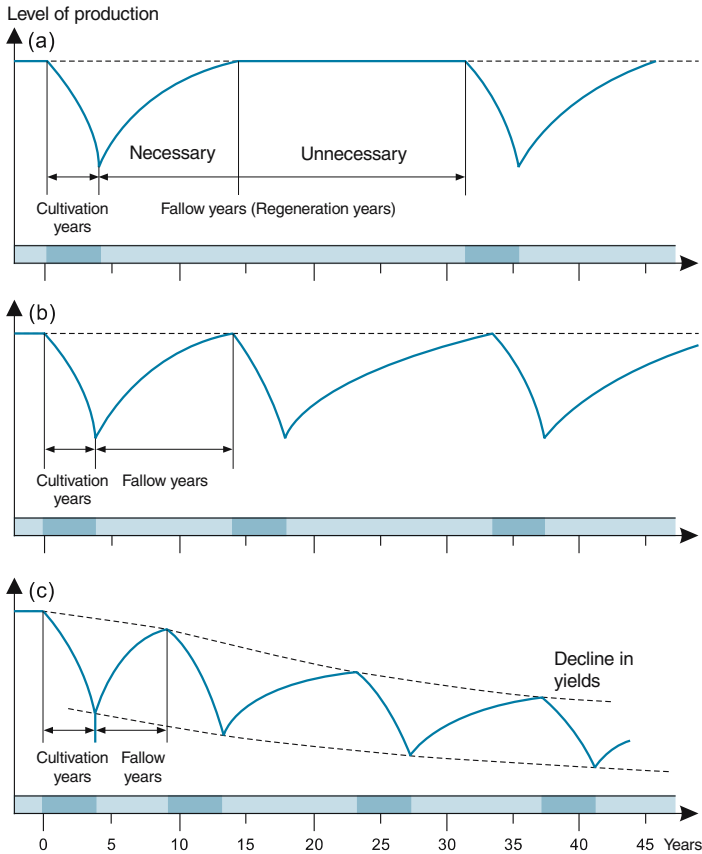 Level of production
(a)
Necessary
Unnecessary
Cultivation
years
Fallow years (Regeneration years)
(b)
Cultivation
years
Fallow years
(c)
Decline in
yields
Cultivation
years
Fallow
years
0 5 10 15 20 25 30 35 40 45 Years